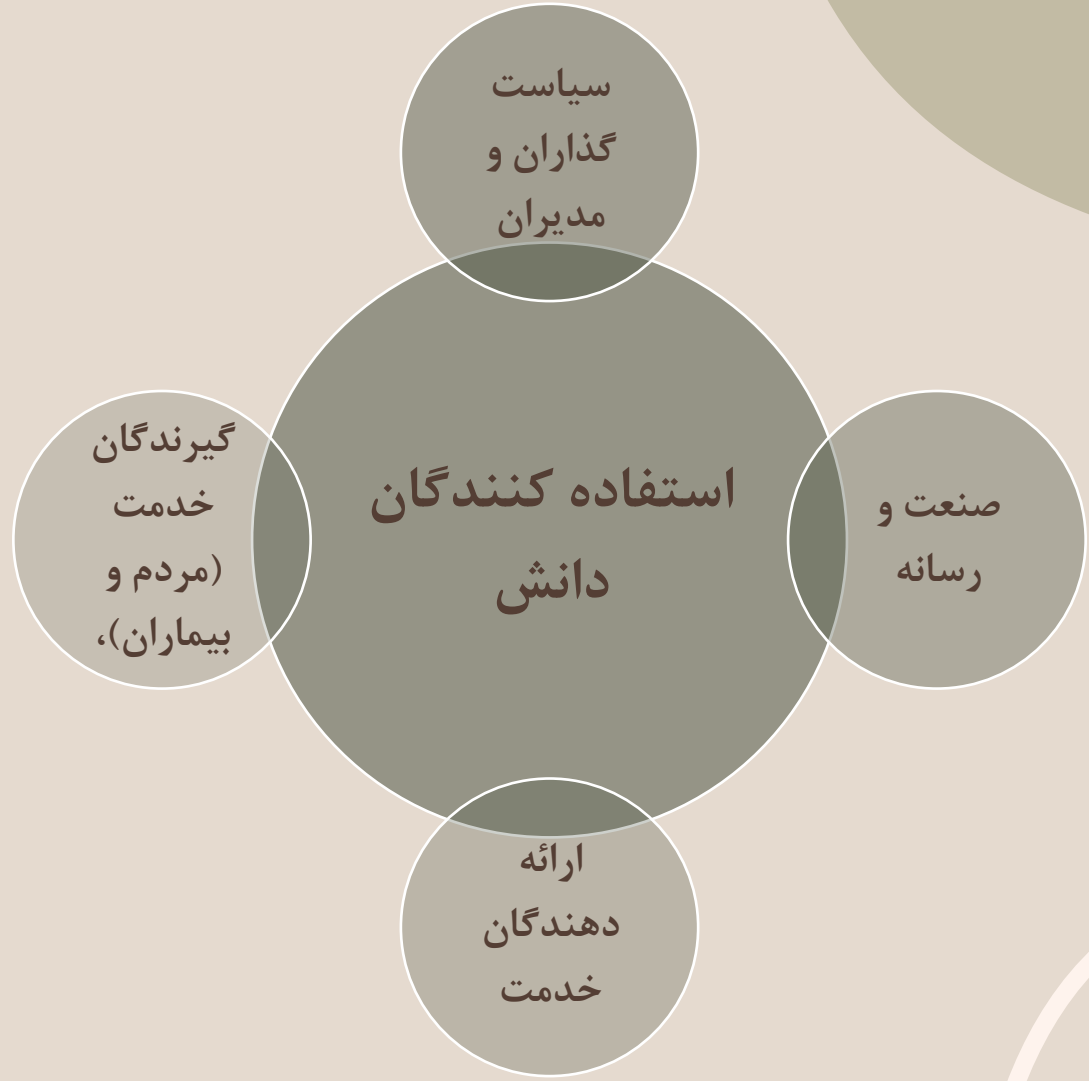 سیاست
گذاران و
مدیران
استفاده کنندگان
دانش
صنعت و
رسانه
ارائه
دهندگان
خدمت
گیرندگان
خدمت
(مردم و
بیماران)،